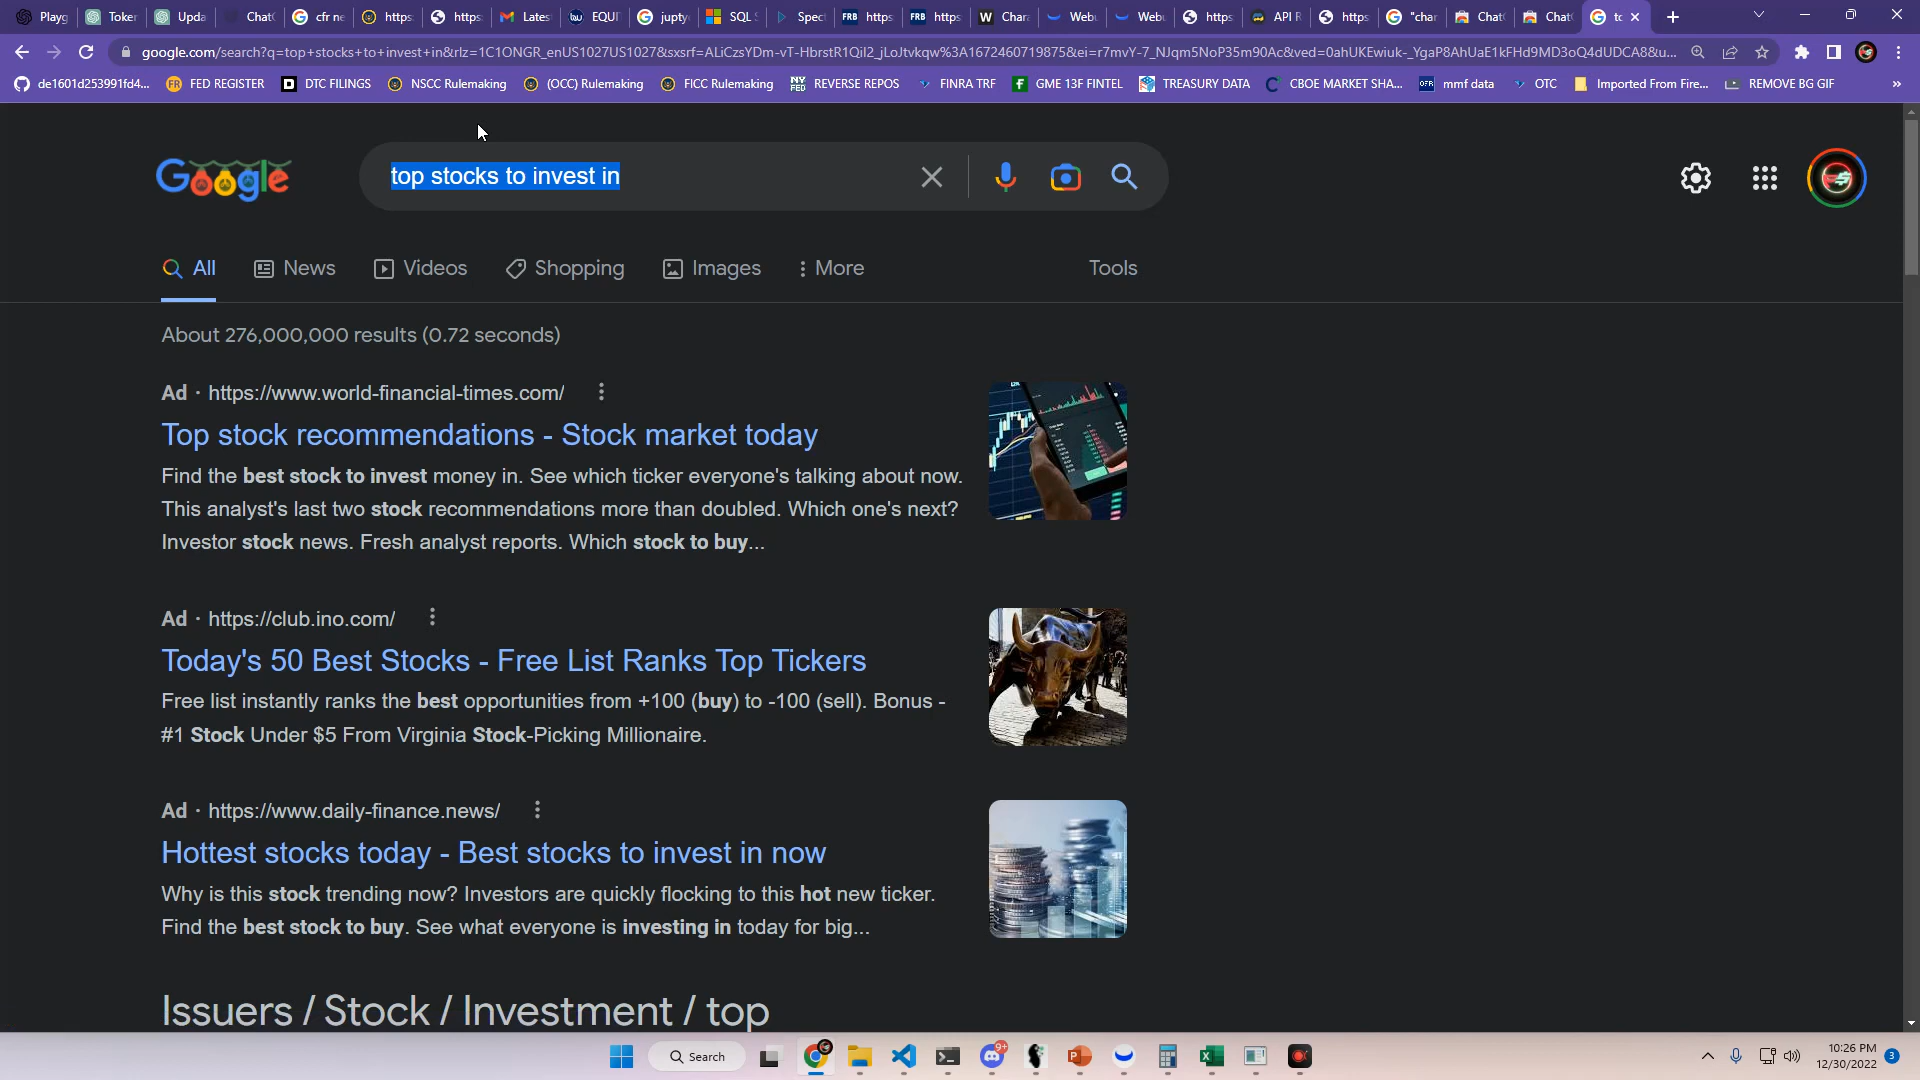 Playg
Toker
Upda
ChatC
cfr ne
https:
https:
Lates
EQUI
jupty
SQL S
Spect
https:
https:
Chara
Webu
Webu
https:
API R
https:
"char
ChatC
ChatC
google.com/search?q=top+stocks+to+invest+in&rlz=1C1ONGR_enUS1027US1027&sxsrf=ALiCzsYDm-vT-HbrstR1Qil2_jLoJtvkqw%3A1672460719875&ei=r7mvY-7_NJqm5NoP35m90Ac&ved=0ahUKEwiuk-_YgaP8AhUaE1kFHd9MD3oQ4dUDCA8&u...
de1601d253991fd4...
FED REGISTER
DTC FILINGS
NSCC Rulemaking
(OCC) Rulemaking
FICC Rulemaking
REVERSE REPOS
FINRA TRF
GME 13F FINTEL
TREASURY DATA
CBOE MARKET SHA...
mmf data
OTC
Imported From Fire...
REMOVE BG GIF
»
Google
top stocks to invest in
All
News
Videos
Shopping
Images
More
Tools
About 276,000,000 results (0.72 seconds)
Ad · https://www.world-financial-times.com/
Top stock recommendations - Stock market today
Find the best stock to invest money in. See which ticker everyone's talking about now.
This analyst's last two stock recommendations more than doubled. Which one's next?
Investor stock news. Fresh analyst reports. Which stock to buy...
Ad · https://club.ino.com/
Today's 50 Best Stocks - Free List Ranks Top Tickers
Free list instantly ranks the best opportunities from +100 (buy) to -100 (sell). Bonus -
#1 Stock Under $5 From Virginia Stock-Picking Millionaire.
Ad · https://www.daily-finance.news/
Hottest stocks today - Best stocks to invest in now
Why is this stock trending now? Investors are quickly flocking to this hot new ticker.
Find the best stock to buy. See what everyone is investing in today for big...
Issuers / Stock / Investment / top
Search
9+
10:26 PM
12/30/2022
3